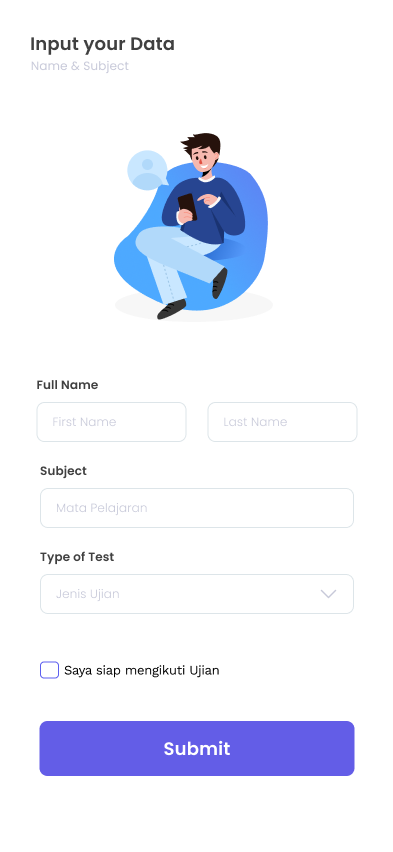 Input your Data
Name & Subject
Full Name
First Name
Last Name
Subject
Mata Pelajaran
Type of Test
Jenis Ujian
Saya siap mengikuti Ujian
Submit